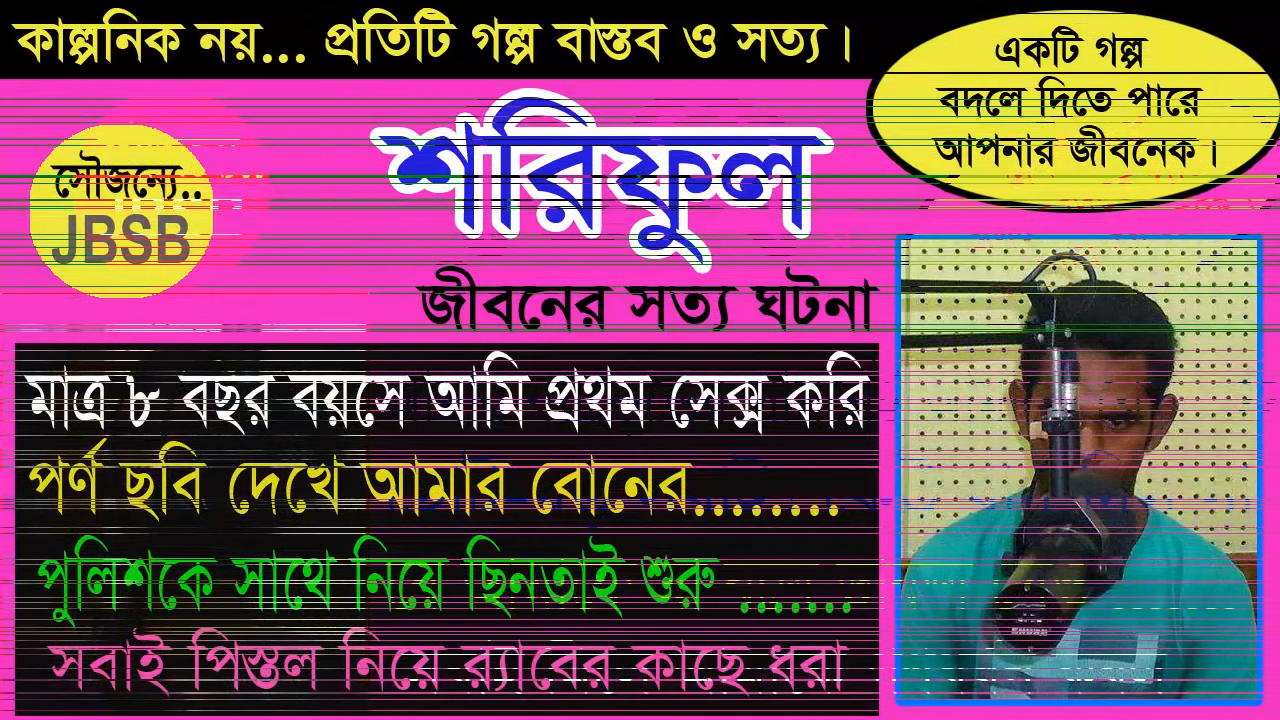 কাল্পনিক নয়... প্রতিটি গল্প বাস্তব ও সত্য।
একটি গল্প
বদলে দিতে পারে
আপনার জীবনেক।
সৌজন্যে..
JBSB
শরিফুল
জীবনের সত্য ঘটনা
মাত্র ৮ বছর বয়সে আমি প্রথম সেক্স করি
পর্ণ ছবি দেখে আমার বোনের........
পুলিশকে সাথে নিয়ে ছিনতাই শুরু .......
সবাই পিস্তল নিয়ে র‍্যাবের কাছে ধরা